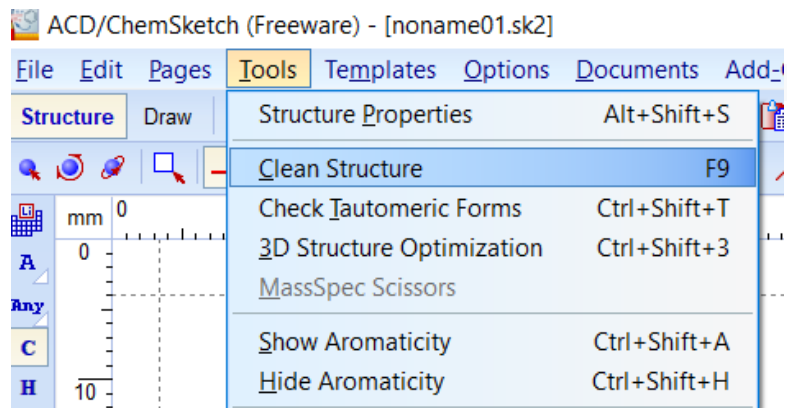 ACD/ChemSketch (Freeware) - [noname01.sk2]
File Edit Pages Tools Templates Options Documents Add-
Structure Draw
Structure Properties Alt+Shift+S
Clean Structure F9
Check Tautomeric Forms Ctrl+Shift+T
3D Structure Optimization Ctrl+Shift+3
MassSpec Scissors
Show Aromaticity Ctrl+Shift+A
Hide Aromaticity Ctrl+Shift+H
Li
mm 0
0
A
Any
C
H
10